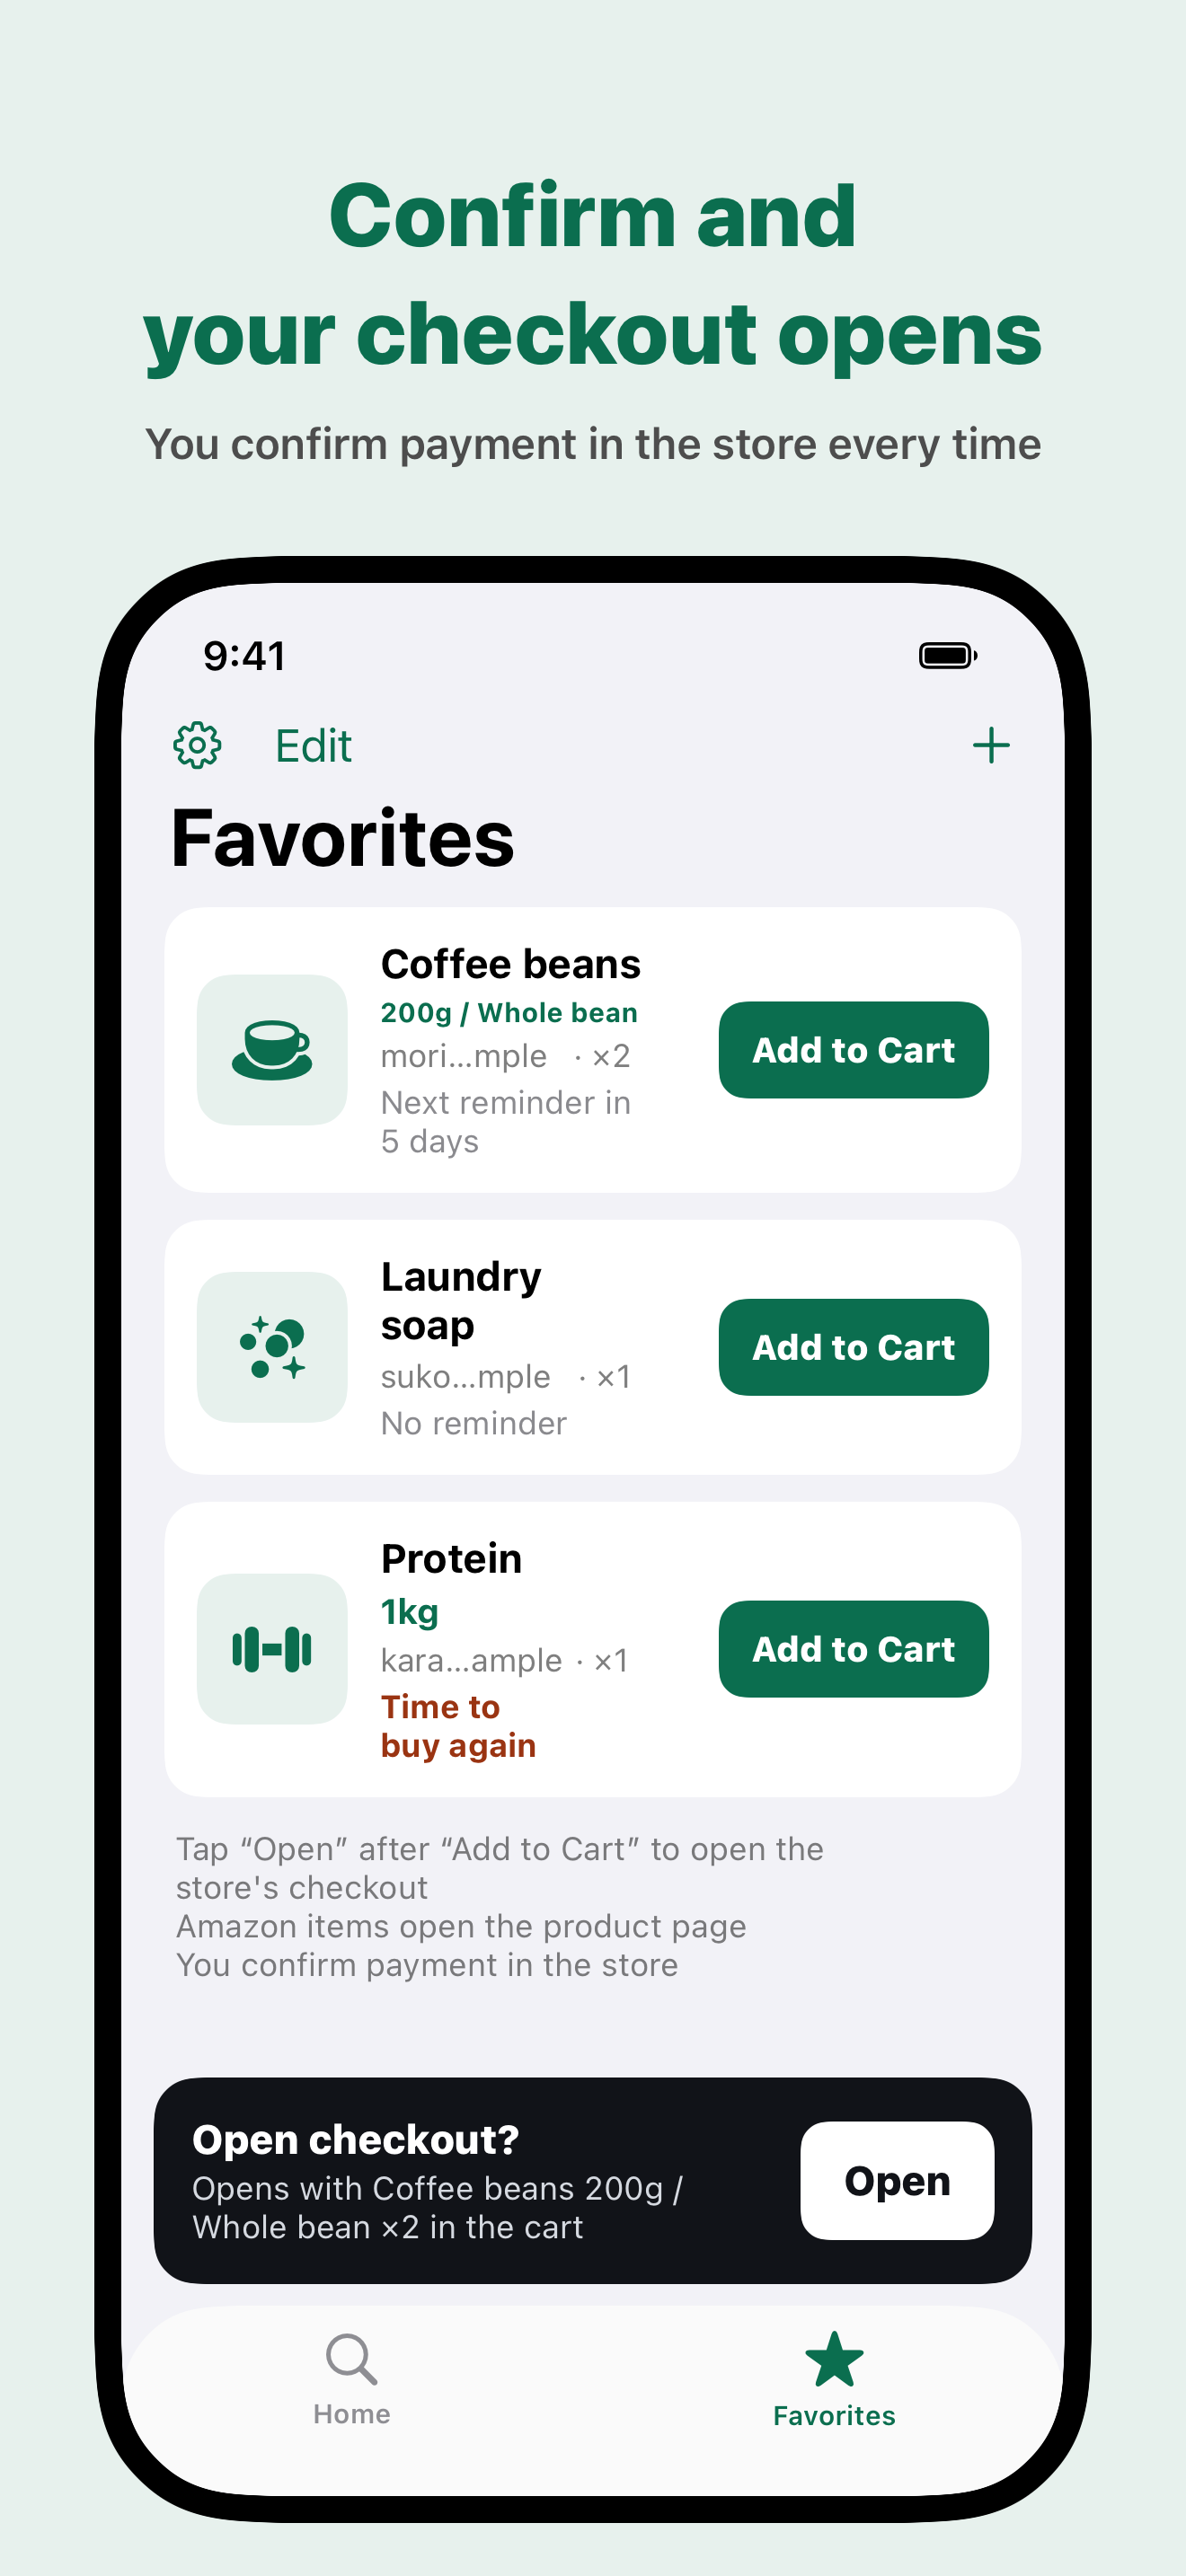 Confirm and
your checkout opens
You confirm payment in the store every time
9:41
Edit
Favorites
Coffee beans
200g / Whole bean
mori...mple · ×2
Next reminder in
5 days
Add to Cart
Laundry
soap
suko...mple · ×1
No reminder
Add to Cart
Protein
1kg
kara...ample · ×1
Time to
buy again
Add to Cart
Tap “Open” after “Add to Cart” to open the
store's checkout
Amazon items open the product page
You confirm payment in the store
Open checkout?
Opens with Coffee beans 200g /
Whole bean ×2 in the cart
Open
Home
Favorites